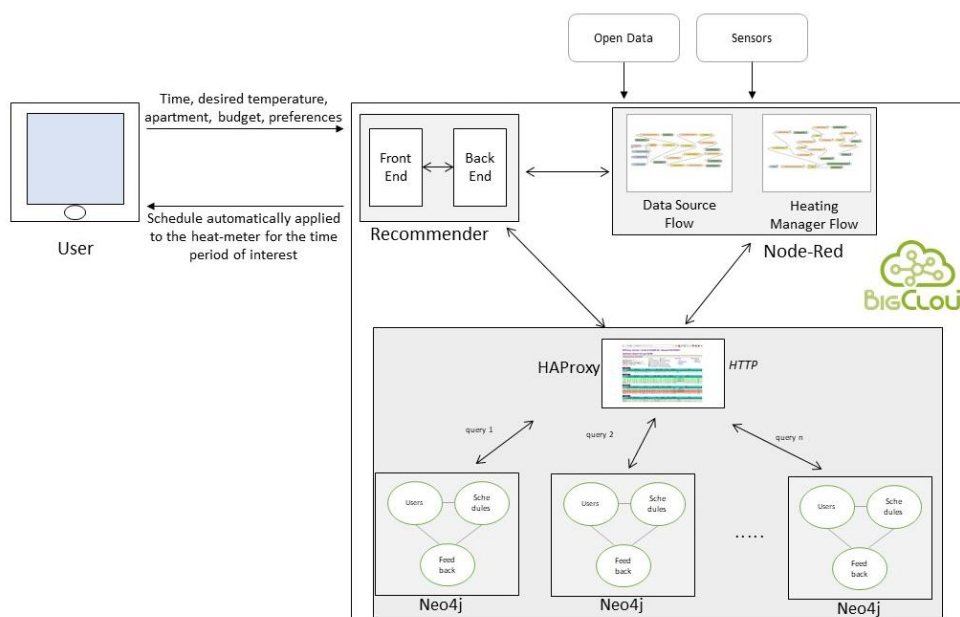 Open Data
Sensors
Time, desired temperature,
apartment, budget, preferences
Schedule automatically applied
to the heat-meter for the time
period of interest
User
Front
End
Back
End
Recommender
Data Source
Flow
Heating
Manager Flow
Node-Red
BIGCLOU
HAProxy
HTTP
query 1
query 2
query n
Users
Sche
dules
Feed
back
Neo4j
Users
Sche
dules
Feed
back
Neo4j
.....
Users
Sche
dules
Feed
back
Neo4j